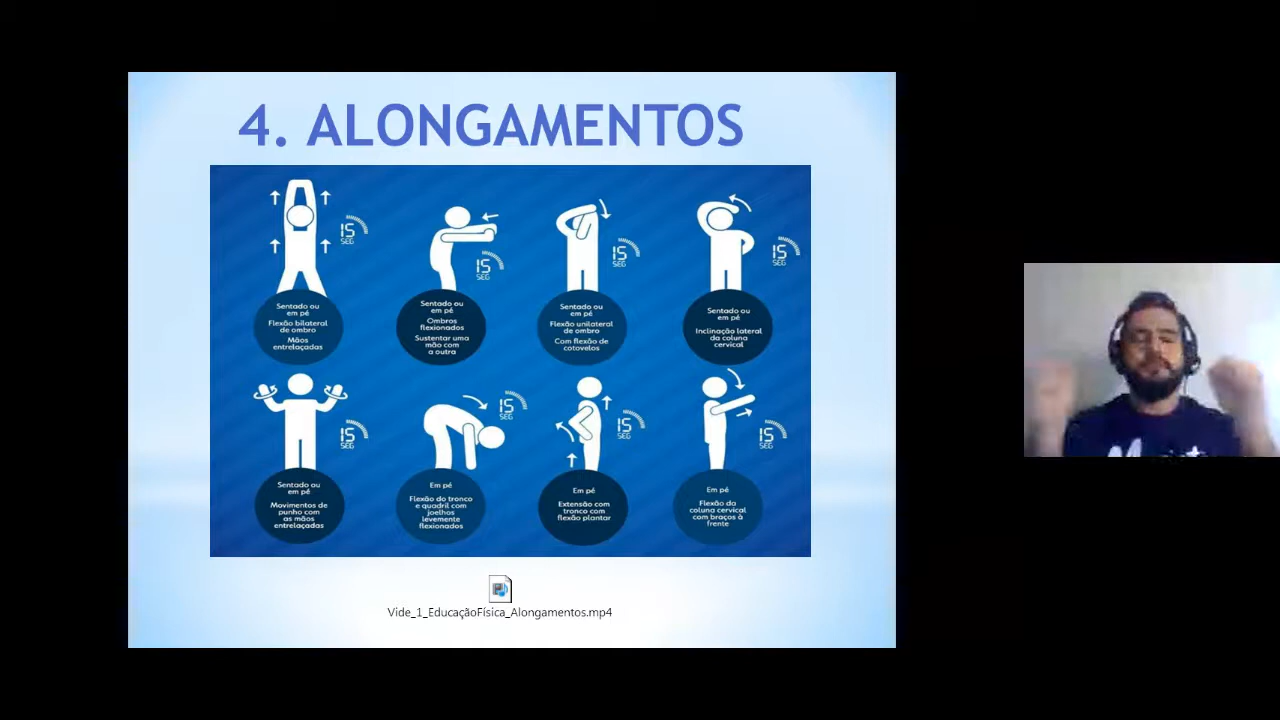 4. ALONGAMENTOS
15
SEG
Sentado ou
em pé
Flexão bilateral
de ombro
Mãos
entrelaçadas
15
SEG
Sentado ou
em pé
Ombros
flexionados
Sustentar uma
mão com
a outra
15
SEG
Sentado ou
em pé
Flexão unilateral
de ombro
Com flexão de
cotovelos
15
SEG
Sentado ou
em pé
Inclinação lateral
da coluna
cervical
15
SEG
Sentado ou
em pé
Movimentos de
punho com
as mãos
entrelaçadas
15
SEG
Em pé
Flexão do tronco
e quadril com
joelhos
levemente
flexionados
15
SEG
Em pé
Extensão com
tronco com
flexão plantar
15
SEG
Em pé
Flexão da
coluna cervical
com braços à
frente
Vide_1_EducaçãoFísica_Alongamentos.mp4